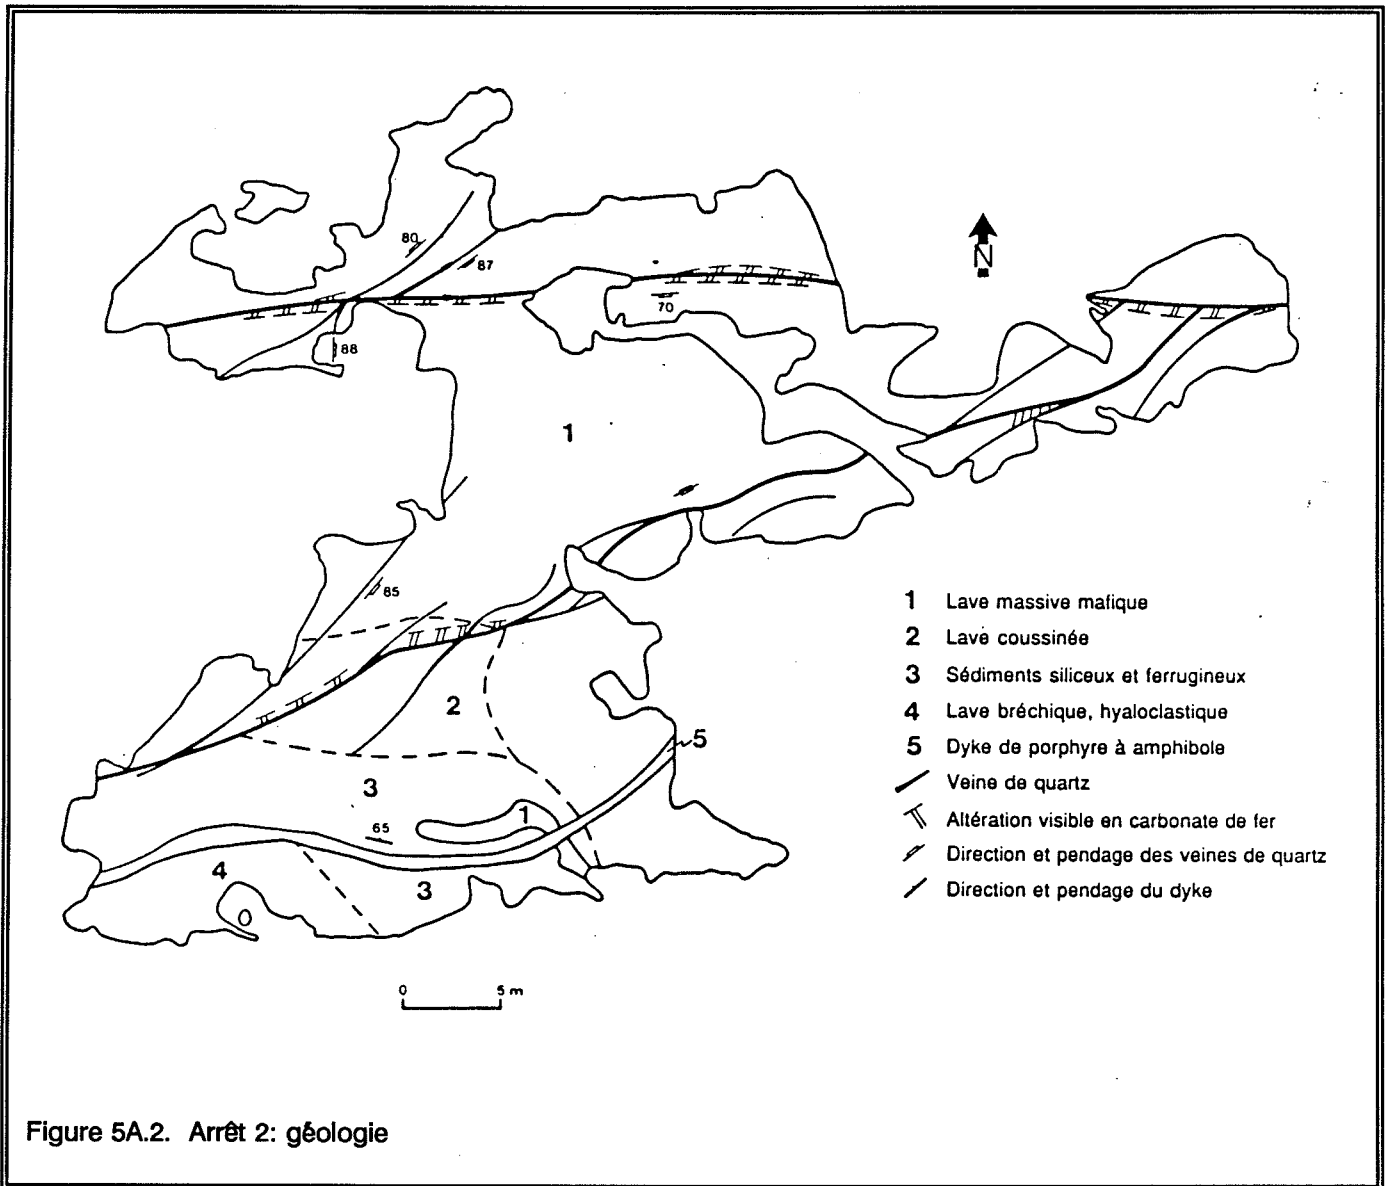 80
87
N
70
88
1
85
2
5
3
1
65
4
3
0 5 m
1 Lave massive mafique
2 Lave coussinée
3 Sédiments siliceux et ferrugineux
4 Lave bréchique, hyaloclastique
5 Dyke de porphyre à amphibole
Veine de quartz
Altération visible en carbonate de fer
Direction et pendage des veines de quartz
Direction et pendage du dyke
Figure 5A.2. Arrêt 2: géologie